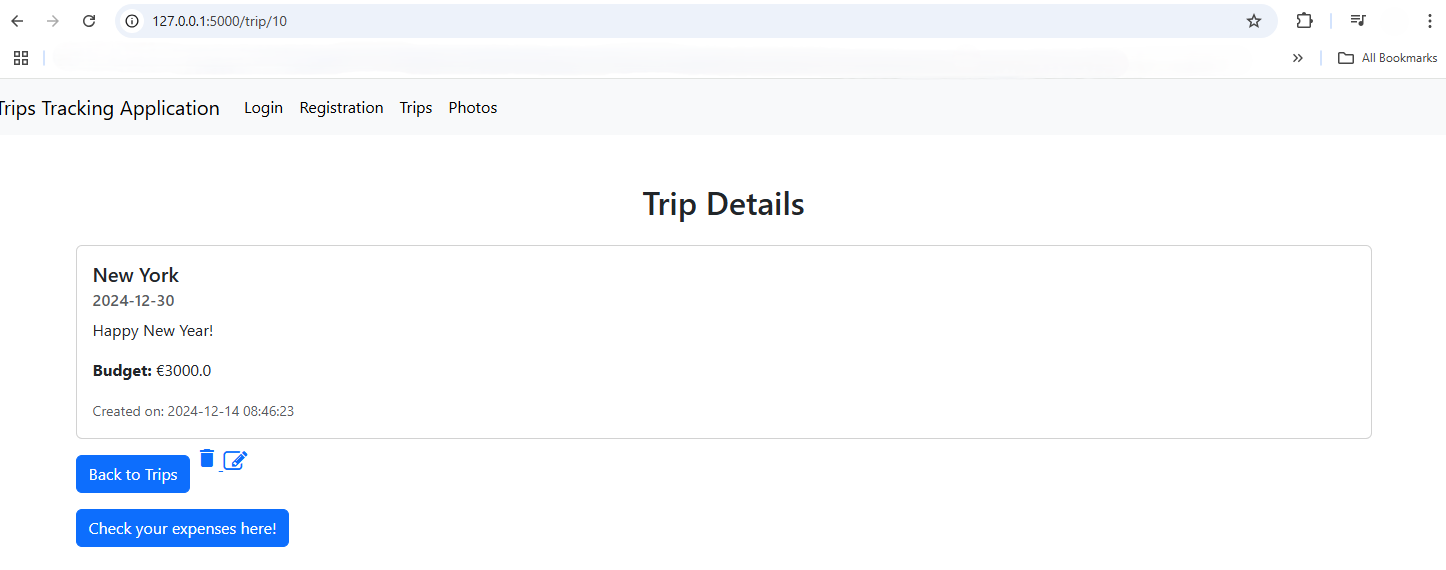 127.0.0.1:5000/trip/10
All Bookmarks
Trips Tracking Application Login Registration Trips Photos
Trip Details
New York
2024-12-30
Happy New Year!
Budget: €3000.0
Created on: 2024-12-14 08:46:23
Back to Trips
Check your expenses here!